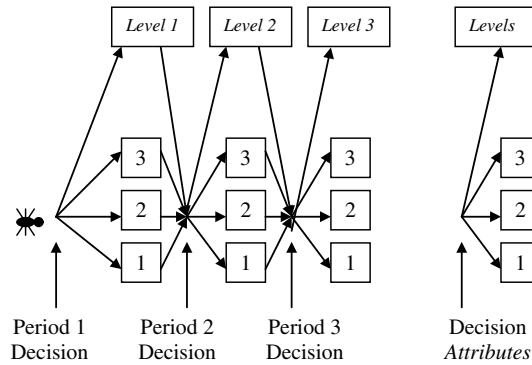 Level 1 Level 2 Level 3 Levels
3 3 3 3
2 2 2 2
1 1 1 1
Period 1 Period 2 Period 3 Decision
Decision Decision Decision Attributes